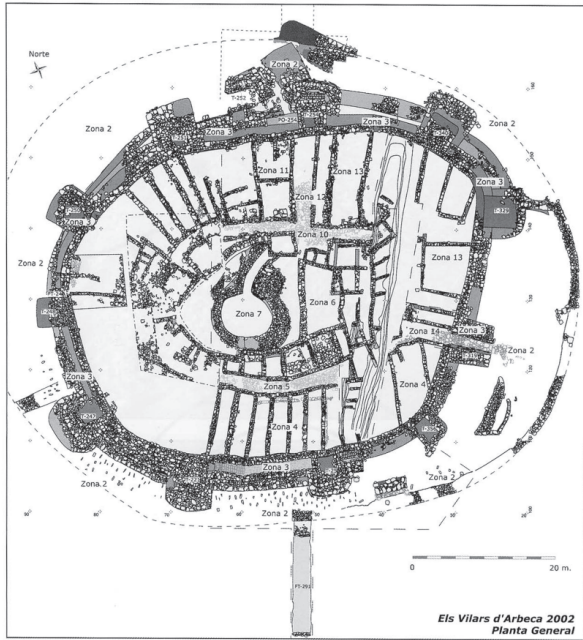 Norte
Zona 2
T-252
Zona 2
Zona 2
Zona 3
Zona 3
Zona 3
Zona 11
Zona 13
Zona 12
T-329
Zona 3
Zona 10
Zona 13
Zona 2
Zona 6
Zona 7
Zona 14
Zona 3
Zona 2
Zona 3
Zona 5
Zona 4
Zona 4
T-247
Zona 3
Zona 2
Zona 2
Zona 2
0 20 m.
Els Vilars d'Arbeca 2002
Planta General